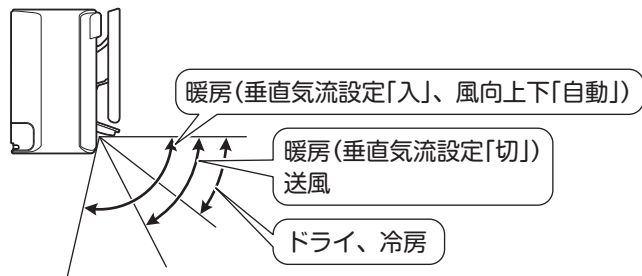 暖房(垂直気流設定「入」、風向上下「自動」)
暖房(垂直気流設定「切」)
送風
ドライ、冷房